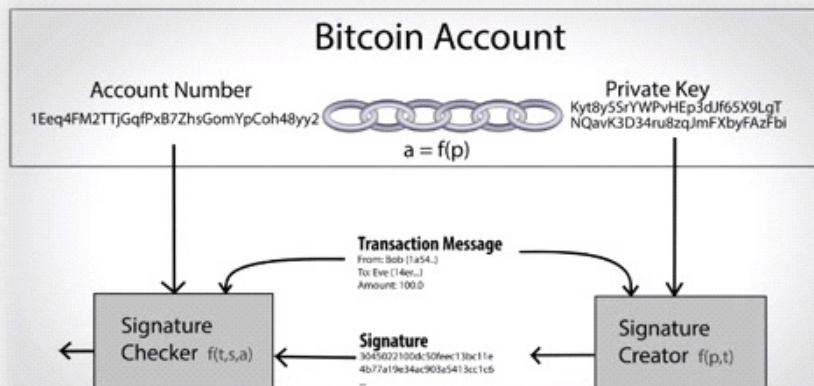 Bitcoin Account
Account Number
1Eeq4FM2TTjGqfPxB7ZhsGomYpCoh48yy2
Private Key
Kyt8y5SrYWPvHEp3dJf65X9LgT
NQavK3D34ru8zqJmFXbyFAzFbi
a = f(p)
Transaction Message
From: Bob (1a54..)
To: Eve (14er...)
Amount: 100.0
Signature
Checker f(t,s,a)
Signature
3045022100dc50feec13bc11e
4b77a19e34ac903a5413cc1c6
...
Signature
Creator f(p,t)